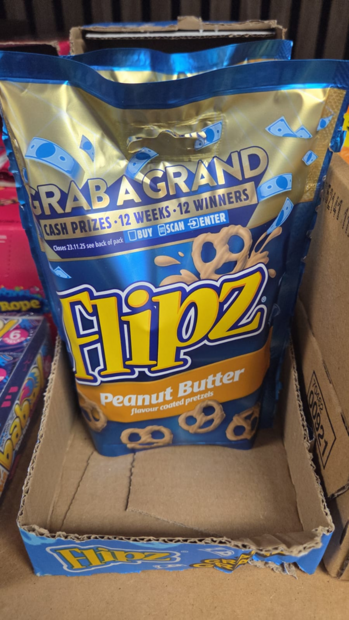 GRAB A GRAND
CASH PRIZES · 12 WEEKS · 12 WINNERS
BUY SCAN ENTER
Closes 23.11.25 see back of pack
Flipz
Peanut Butter
flavour coated pretzels
Flipz